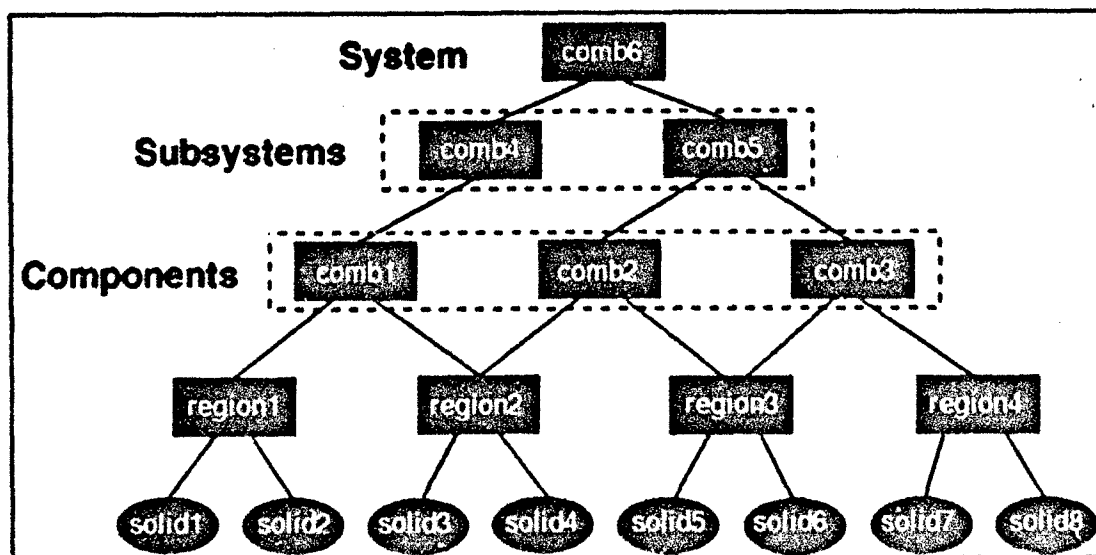 System comb6
Subsystems comb4 comb5
Components comb1 comb2 comb3
region1 region2 region3 region4
solid1 solid2 solid3 solid4 solid5 solid6 solid7 solid8